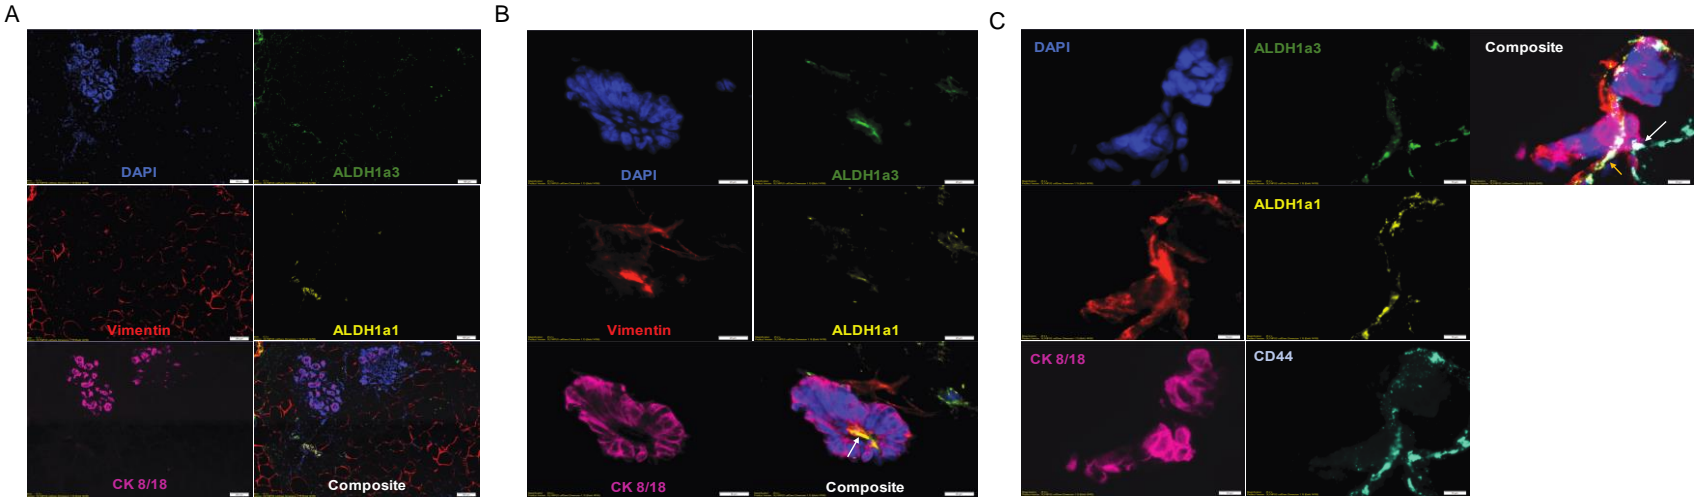 A
DAPI
ALDH1a3
Vimentin
ALDH1a1
CK 8/18
Composite
B
DAPI
ALDH1a3
Vimentin
ALDH1a1
CK 8/18
Composite
C
DAPI
ALDH1a3
Composite
ALDH1a1
CK 8/18
CD44